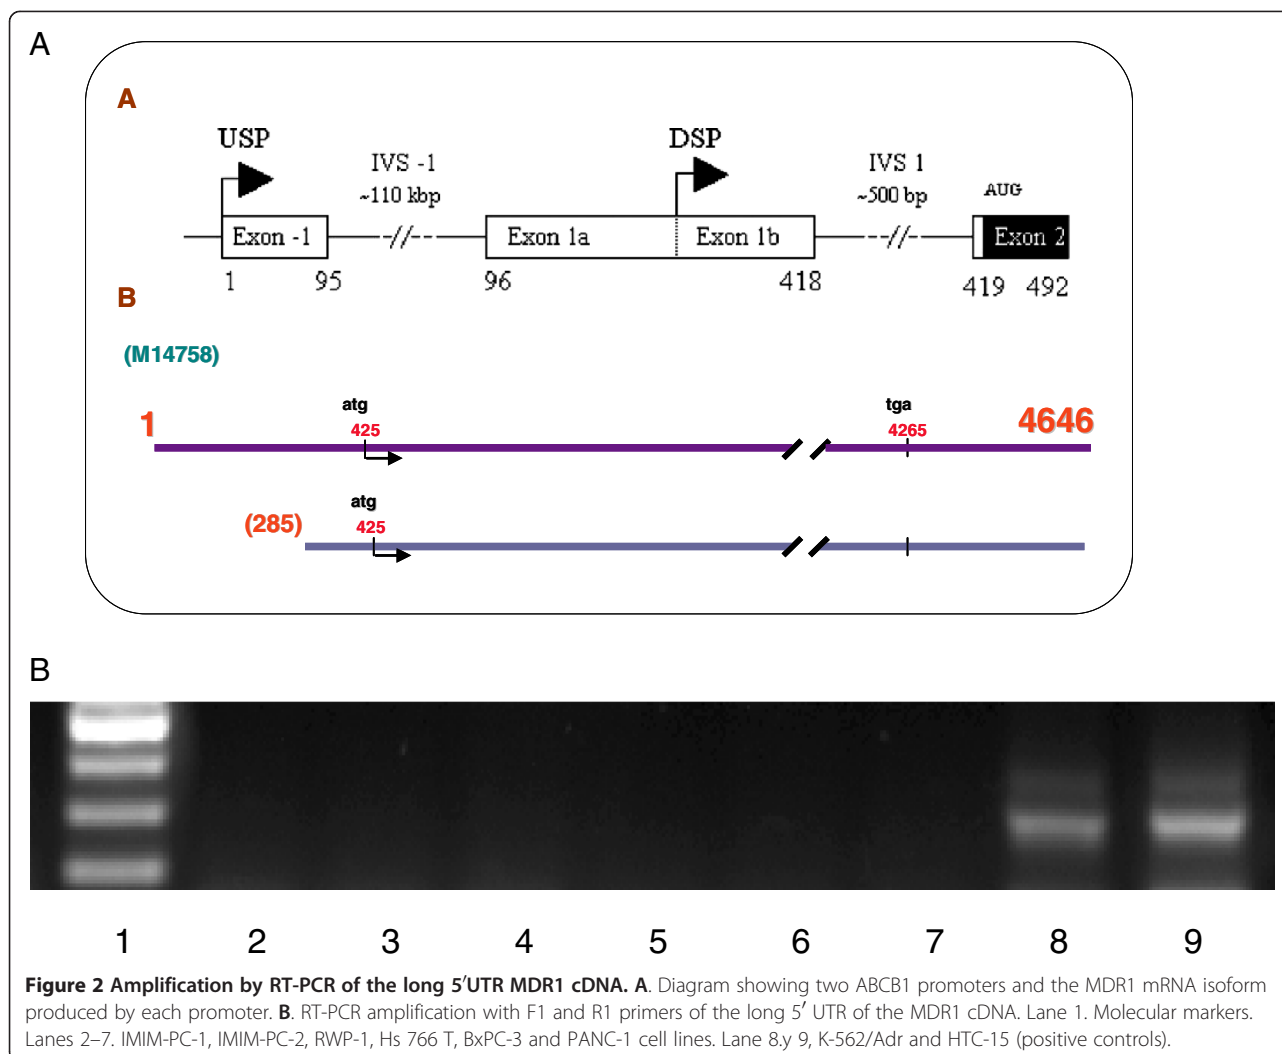 A
A
USP
DSP
IVS -1
~110 kbp
IVS 1
~500 bp
AUG
Exon -1
Exon 1a
Exon 1b
Exon 2
1
95
96
418
419
492
B
(M14758)
1
atg
425
tga
4265
4646
(285)
atg
425
B
1 2 3 4 5 6 7 8 9
Figure 2 Amplification by RT-PCR of the long 5′UTR MDR1 cDNA. A. Diagram showing two ABCB1 promoters and the MDR1 mRNA isoform
produced by each promoter. B. RT-PCR amplification with F1 and R1 primers of the long 5′ UTR of the MDR1 cDNA. Lane 1. Molecular markers.
Lanes 2–7. IMIM-PC-1, IMIM-PC-2, RWP-1, Hs 766 T, BxPC-3 and PANC-1 cell lines. Lane 8.y 9, K-562/Adr and HTC-15 (positive controls).